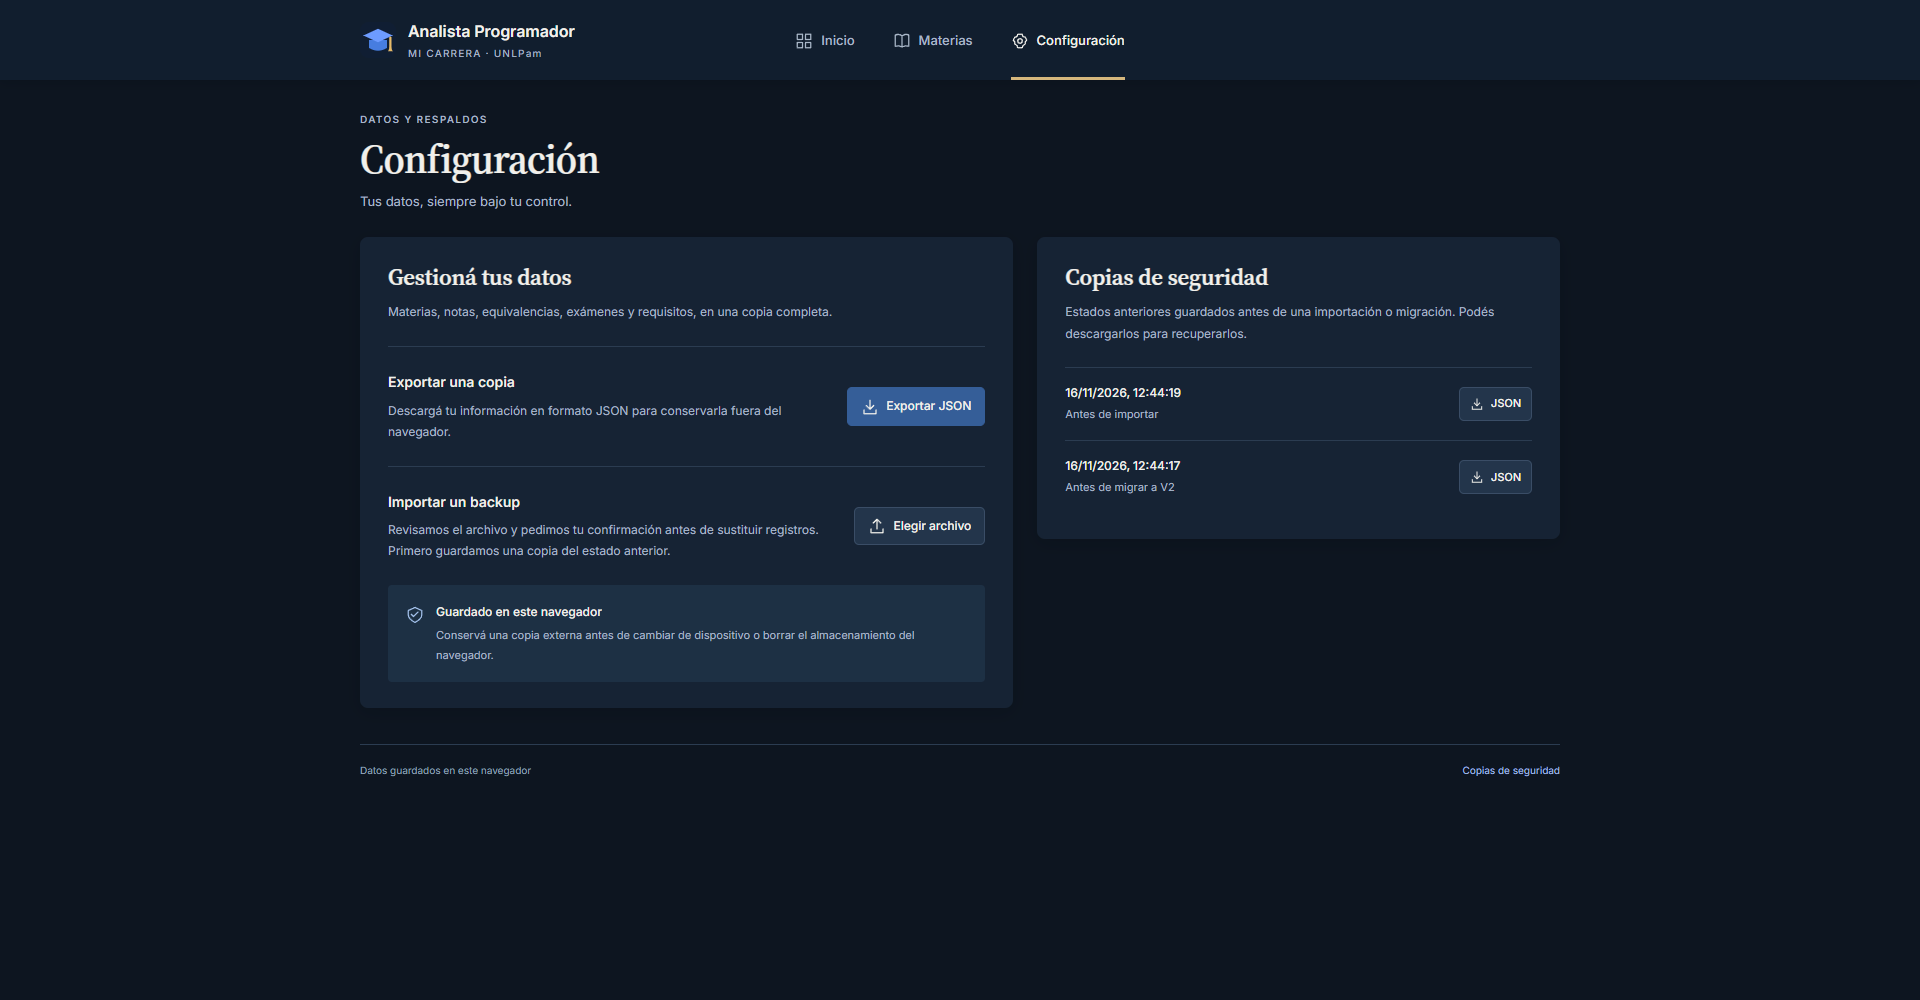 Analista Programador
MI CARRERA · UNLPam
Inicio
Materias
Configuración
DATOS Y RESPALDOS
Configuración
Tus datos, siempre bajo tu control.
Gestioná tus datos
Materias, notas, equivalencias, exámenes y requisitos, en una copia completa.
Exportar una copia
Descargá tu información en formato JSON para conservarla fuera del
navegador.
Exportar JSON
Importar un backup
Revisamos el archivo y pedimos tu confirmación antes de sustituir registros.
Primero guardamos una copia del estado anterior.
Elegir archivo
Guardado en este navegador
Conservá una copia externa antes de cambiar de dispositivo o borrar el almacenamiento del
navegador.
Copias de seguridad
Estados anteriores guardados antes de una importación o migración. Podés
descargarlos para recuperarlos.
16/11/2026, 12:44:19
Antes de importar
JSON
16/11/2026, 12:44:17
Antes de migrar a V2
JSON
Datos guardados en este navegador
Copias de seguridad